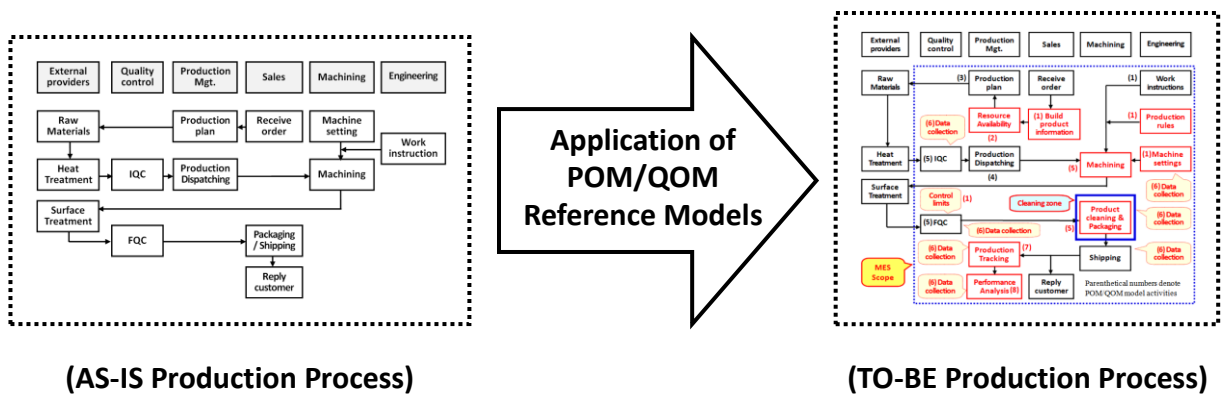 External
providers
Quality
control
Production
Mgt.
Sales
Machining
Engineering
Raw
Materials
Production
plan
Receive
order
Machine
setting
Work
instruction
Heat
Treatment
IQC
Production
Dispatching
Machining
Surface
Treatment
FQC
Packaging
/ Shipping
Reply
customer
(AS-IS Production Process)
Application of
POM/QOM
Reference Models
External
providers
Quality
control
Production
Mgt.
Sales
Machining
Engineering
Raw
Materials
(3)
Production
plan
Receive
order
(1)
Work
instructions
(6)Data
collection
Resource
Availability
(2)
(1) Build
product
information
(1)
Production
rules
Heat
Treatment
(5) IQC
Production
Dispatching
(4)
Machining
(5)
(1)Machine
settings
(6) Data
collection
Surface
Treatment
Control
limits
(1)
Cleaning zone
Product
cleaning &
Packaging
(5)
(6) Data
collection
(5)FQC
(6)Data collection
(6) Data
collection
Production
Tracking
(7)
Shipping
(6) Data
collection
MES
Scope
(6) Data
collection
Performance
Analysis(8)
Reply
customer
Parenthetical numbers denote
POM/QOM model activities
(TO-BE Production Process)